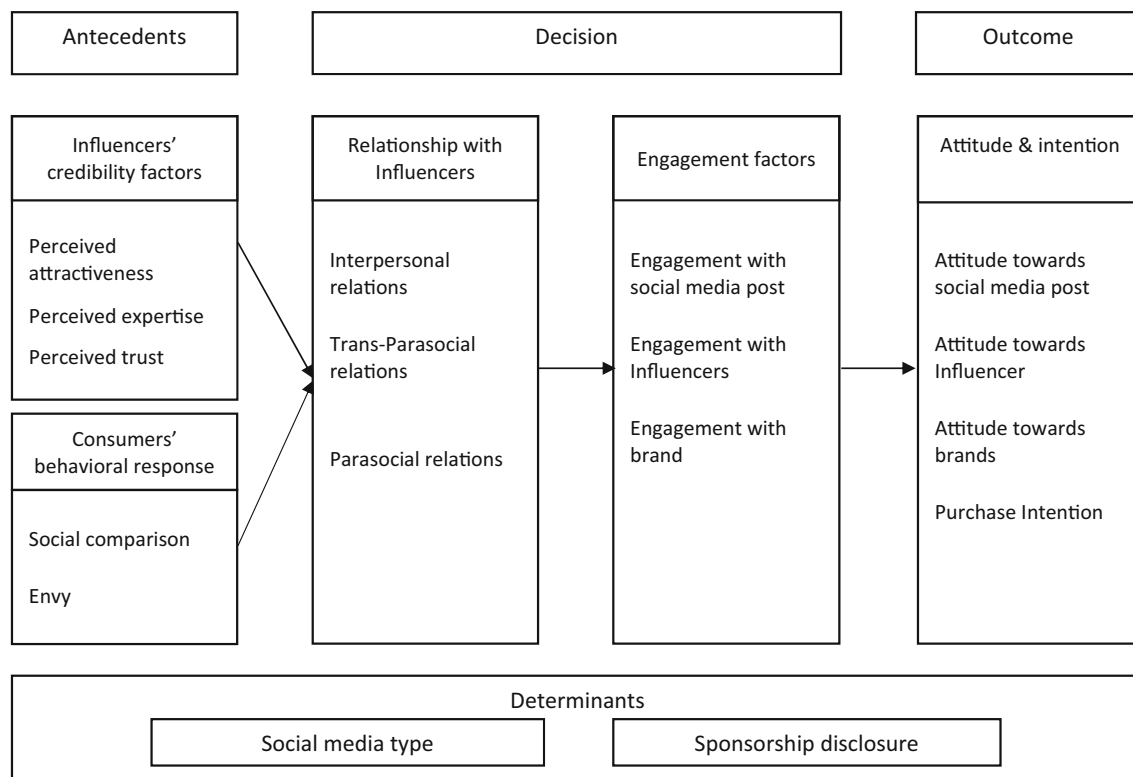 Antecedents
Decision
Outcome
Influencers’
credibility factors
Perceived
attractiveness
Perceived expertise
Perceived trust
Consumers’
behavioral response
Social comparison
Envy
Relationship with
Influencers
Interpersonal
relations
Trans-Parasocial
relations
Parasocial relations
Engagement factors
Engagement with
social media post
Engagement with
Influencers
Engagement with
brand
Attitude & intention
Attitude towards
social media post
Attitude towards
Influencer
Attitude towards
brands
Purchase Intention
Determinants
Social media type
Sponsorship disclosure